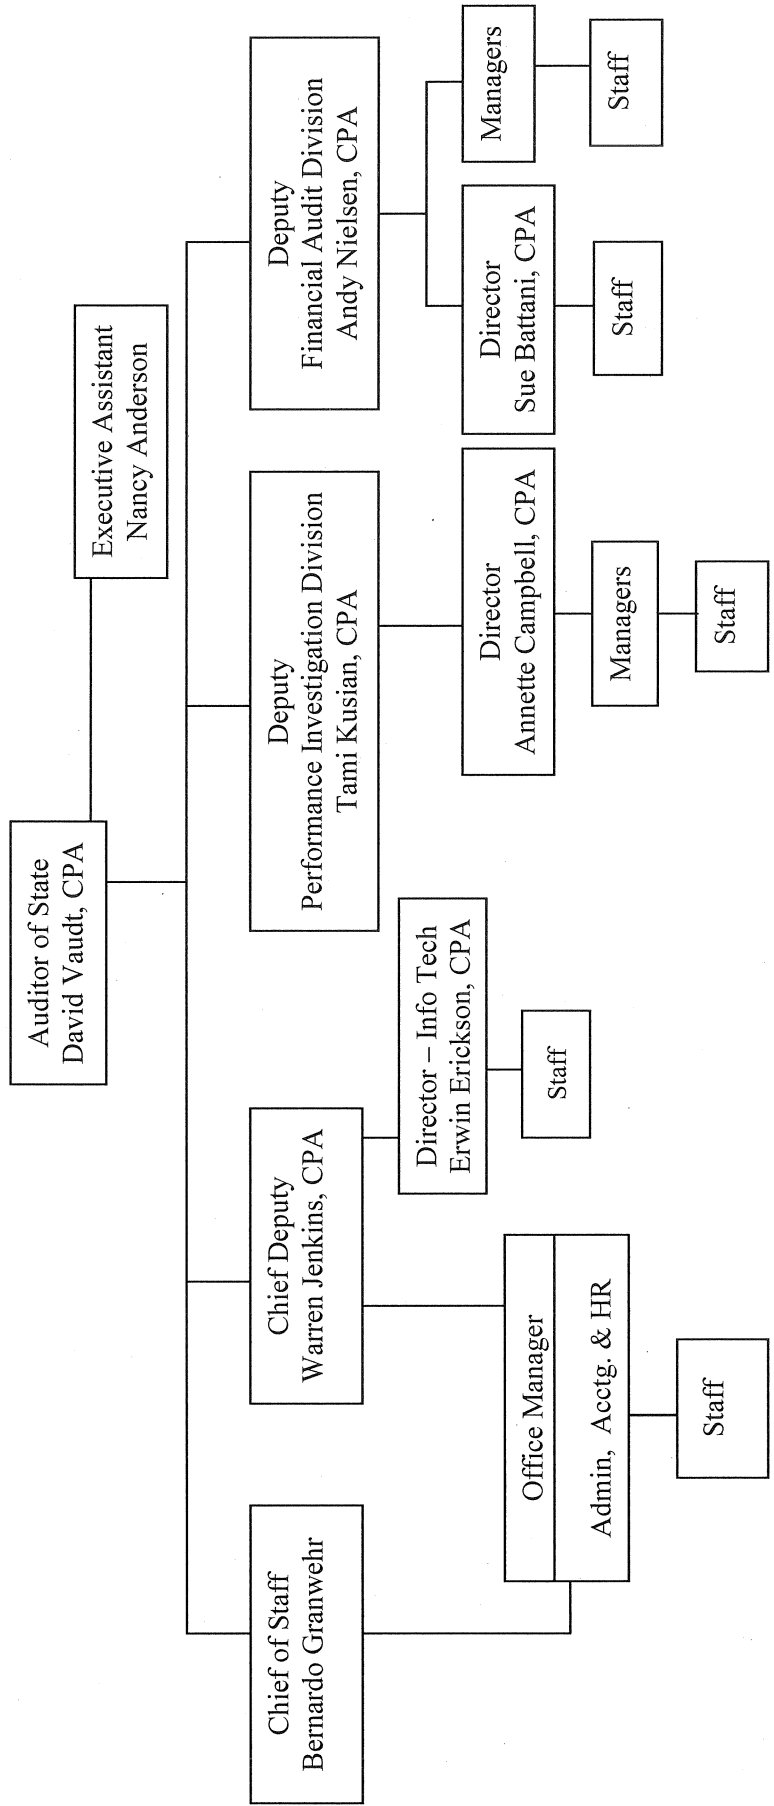 Auditor of State
David Vaudt, CPA
Executive Assistant
Nancy Anderson
Chief of Staff
Bernardo Granwehr
Chief Deputy
Warren Jenkins, CPA
Deputy
Performance Investigation Division
Tami Kusian, CPA
Deputy
Financial Audit Division
Andy Nielsen, CPA
Office Manager
Admin, Acctg. & HR
Staff
Director – Info Tech
Erwin Erickson, CPA
Staff
Director
Annette Campbell, CPA
Managers
Staff
Director
Sue Battani, CPA
Staff
Managers
Staff